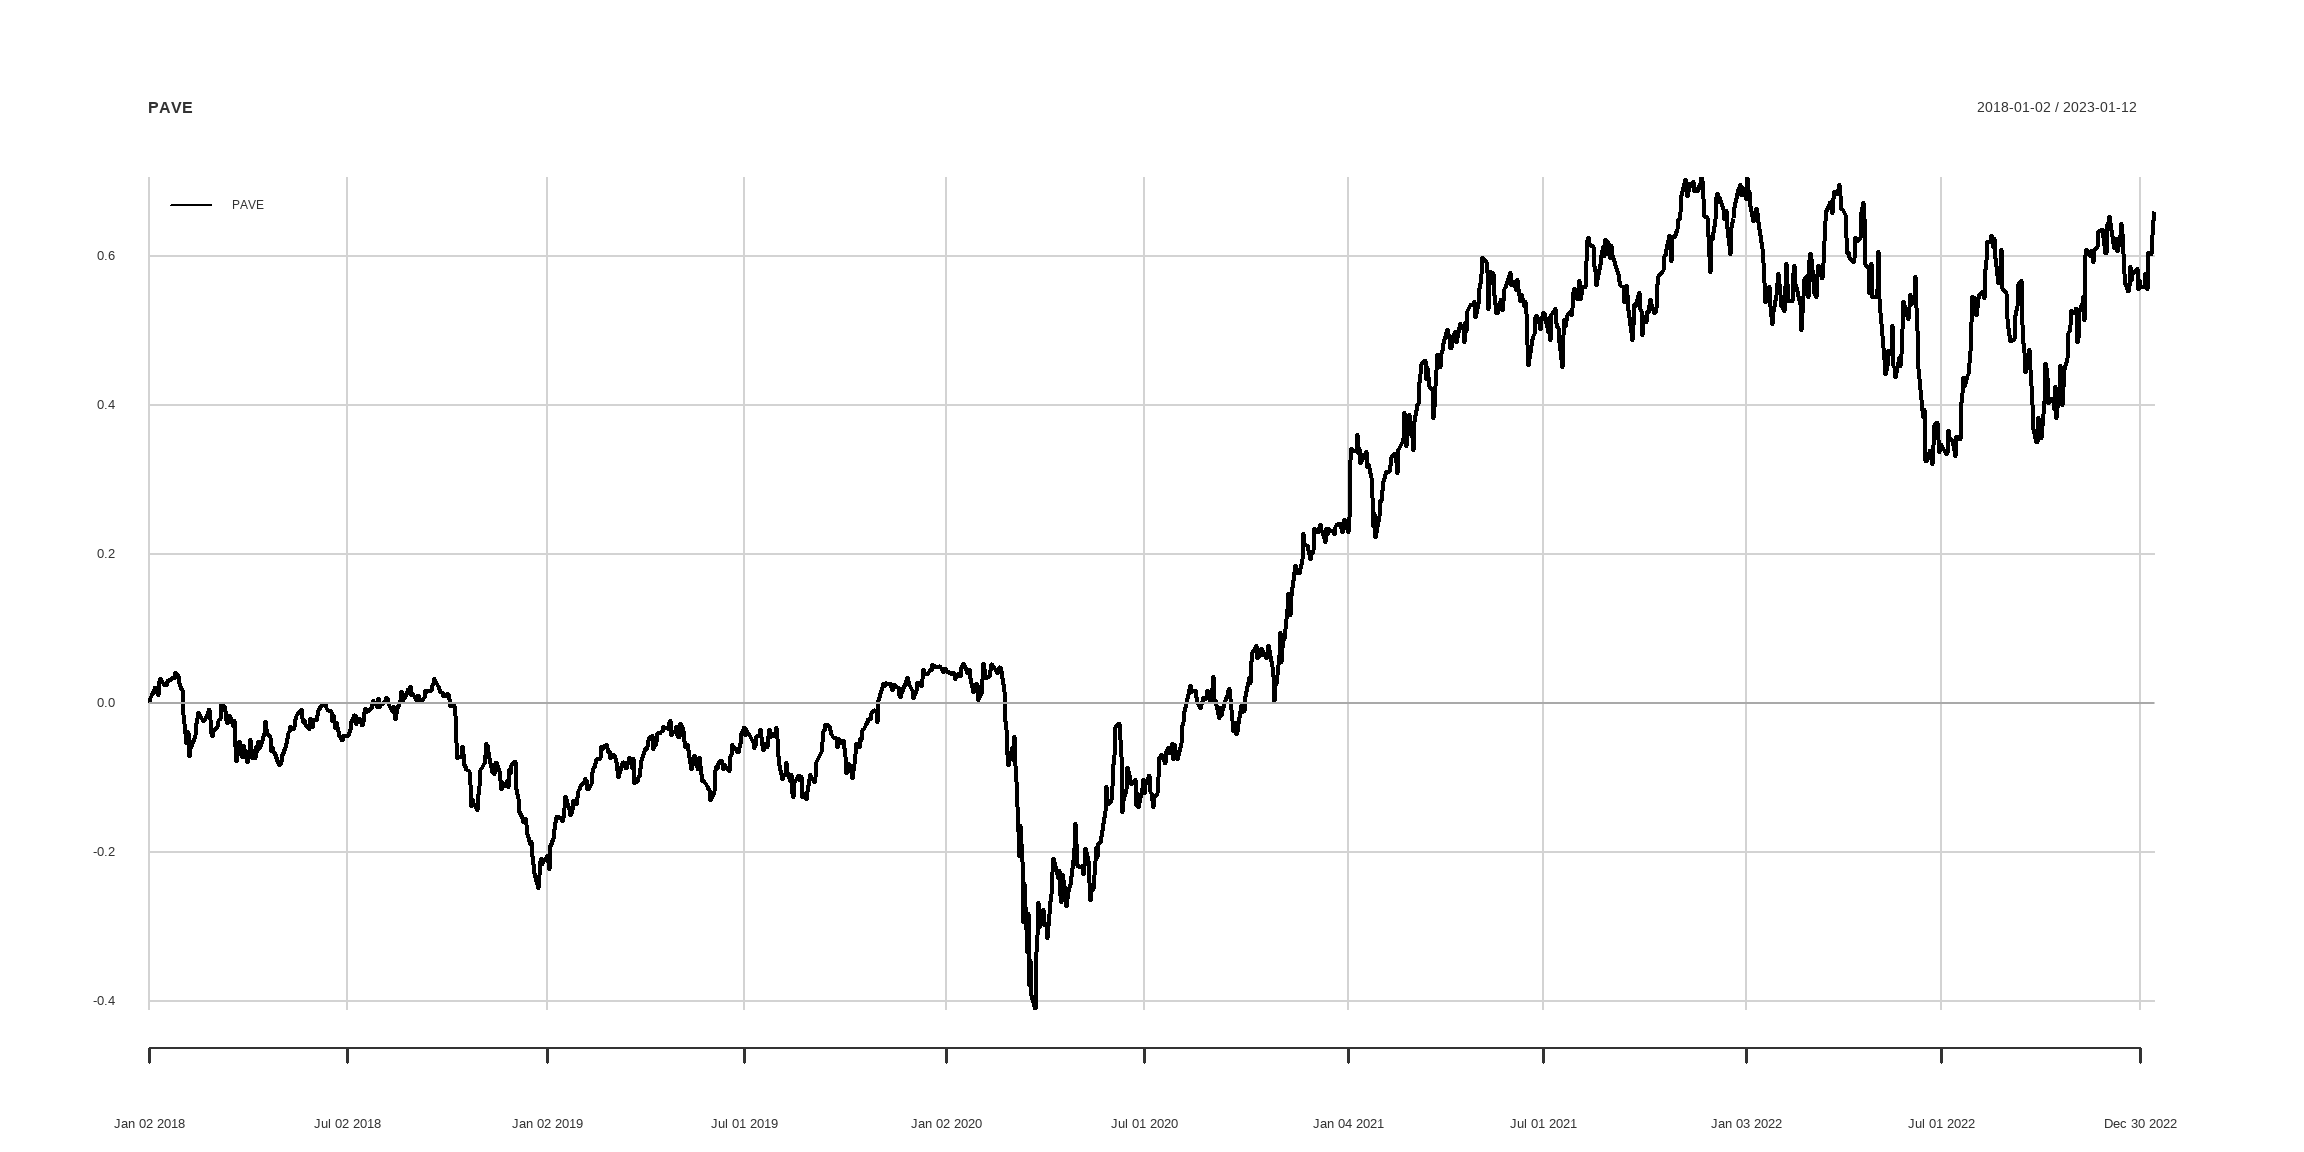 PAVE
2018-01-02 / 2023-01-12
PAVE
0.6
0.4
0.2
0.0
-0.2
-0.4
Jan 02 2018
Jul 02 2018
Jan 02 2019
Jul 01 2019
Jan 02 2020
Jul 01 2020
Jan 04 2021
Jul 01 2021
Jan 03 2022
Jul 01 2022
Dec 30 2022